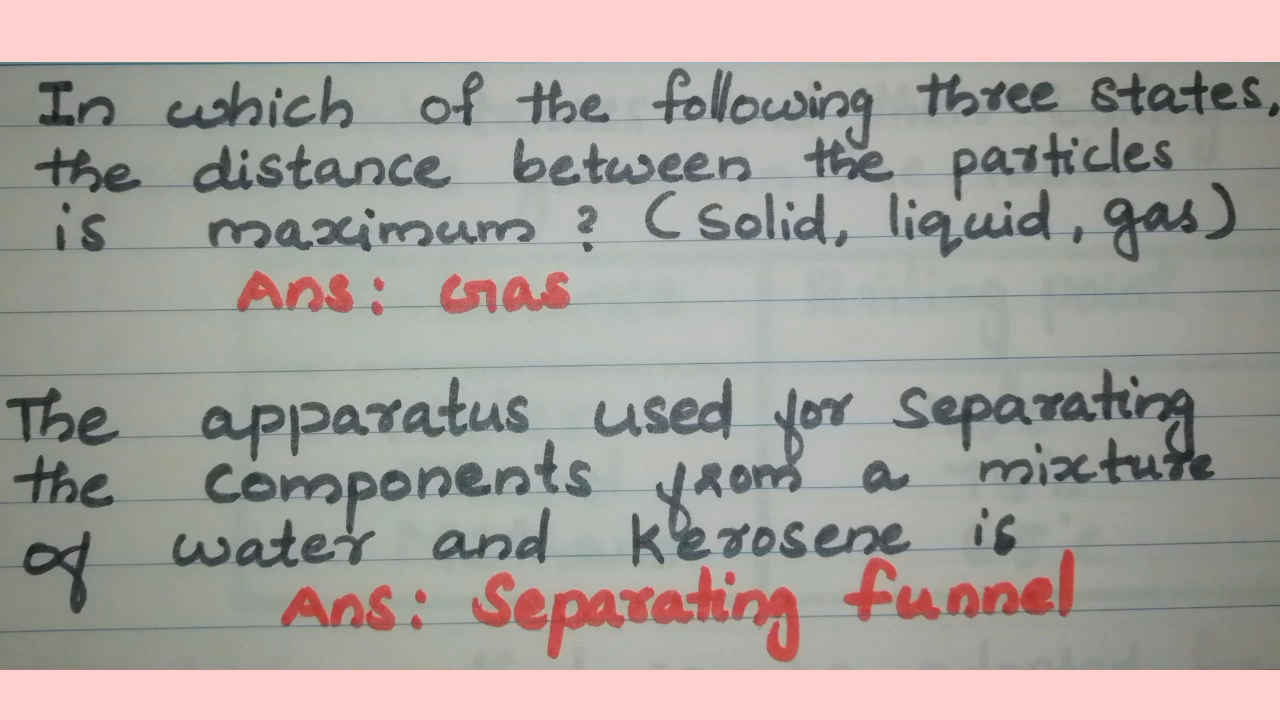 In which of the following three states,
the distance between the particles
is maximum? (Solid, liquid, gas)
Ans: Gas
The apparatus used for separating
the components from a mixture
of water and kerosene is
Ans: Separating funnel